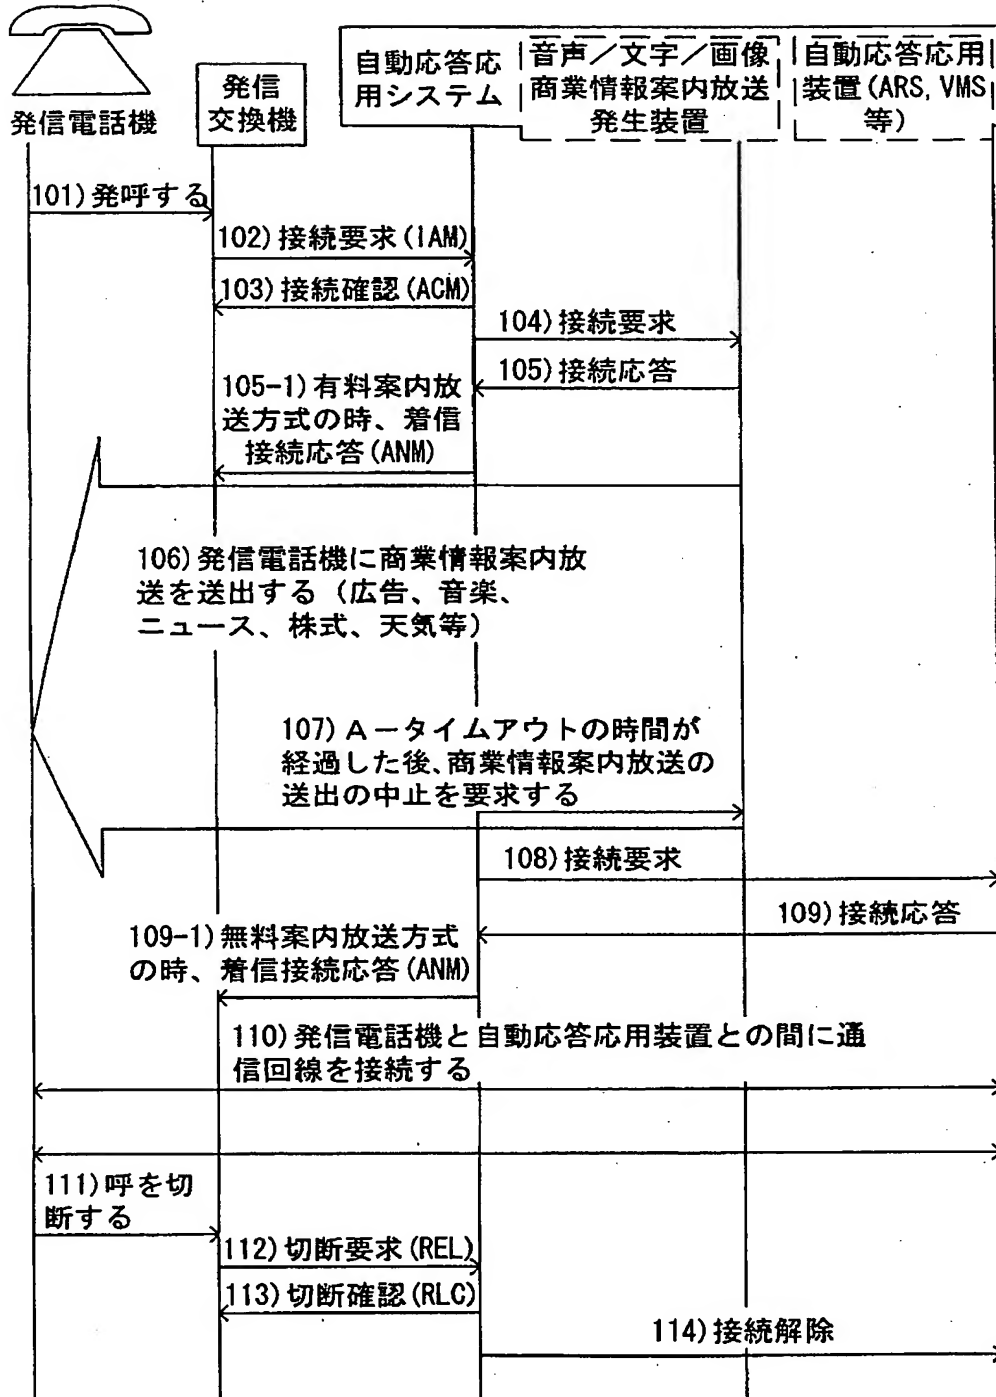 発信電話機
発信
交換機
自動応答応
用システム
音声／文字／画像
商業情報案内放送
発生装置
自動応答応用
装置(ARS, VMS
等)
101)発呼する
102)接続要求(IAM)
103)接続確認(ACM)
104)接続要求
105)接続応答
105-1)有料案内放
送方式の時、着信
接続応答(ANM)
106)発信電話機に商業情報案内放
送を送出する（広告、音楽、
ニュース、株式、天気等）
107)A－タイムアウトの時間が
経過した後、商業情報案内放送の
送出の中止を要求する
108)接続要求
109)接続応答
109-1)無料案内放送方式
の時、着信接続応答(ANM)
110)発信電話機と自動応答応用装置との間に通
信回線を接続する
111)呼を切
断する
112)切断要求(REL)
113)切断確認(RLC)
114)接続解除